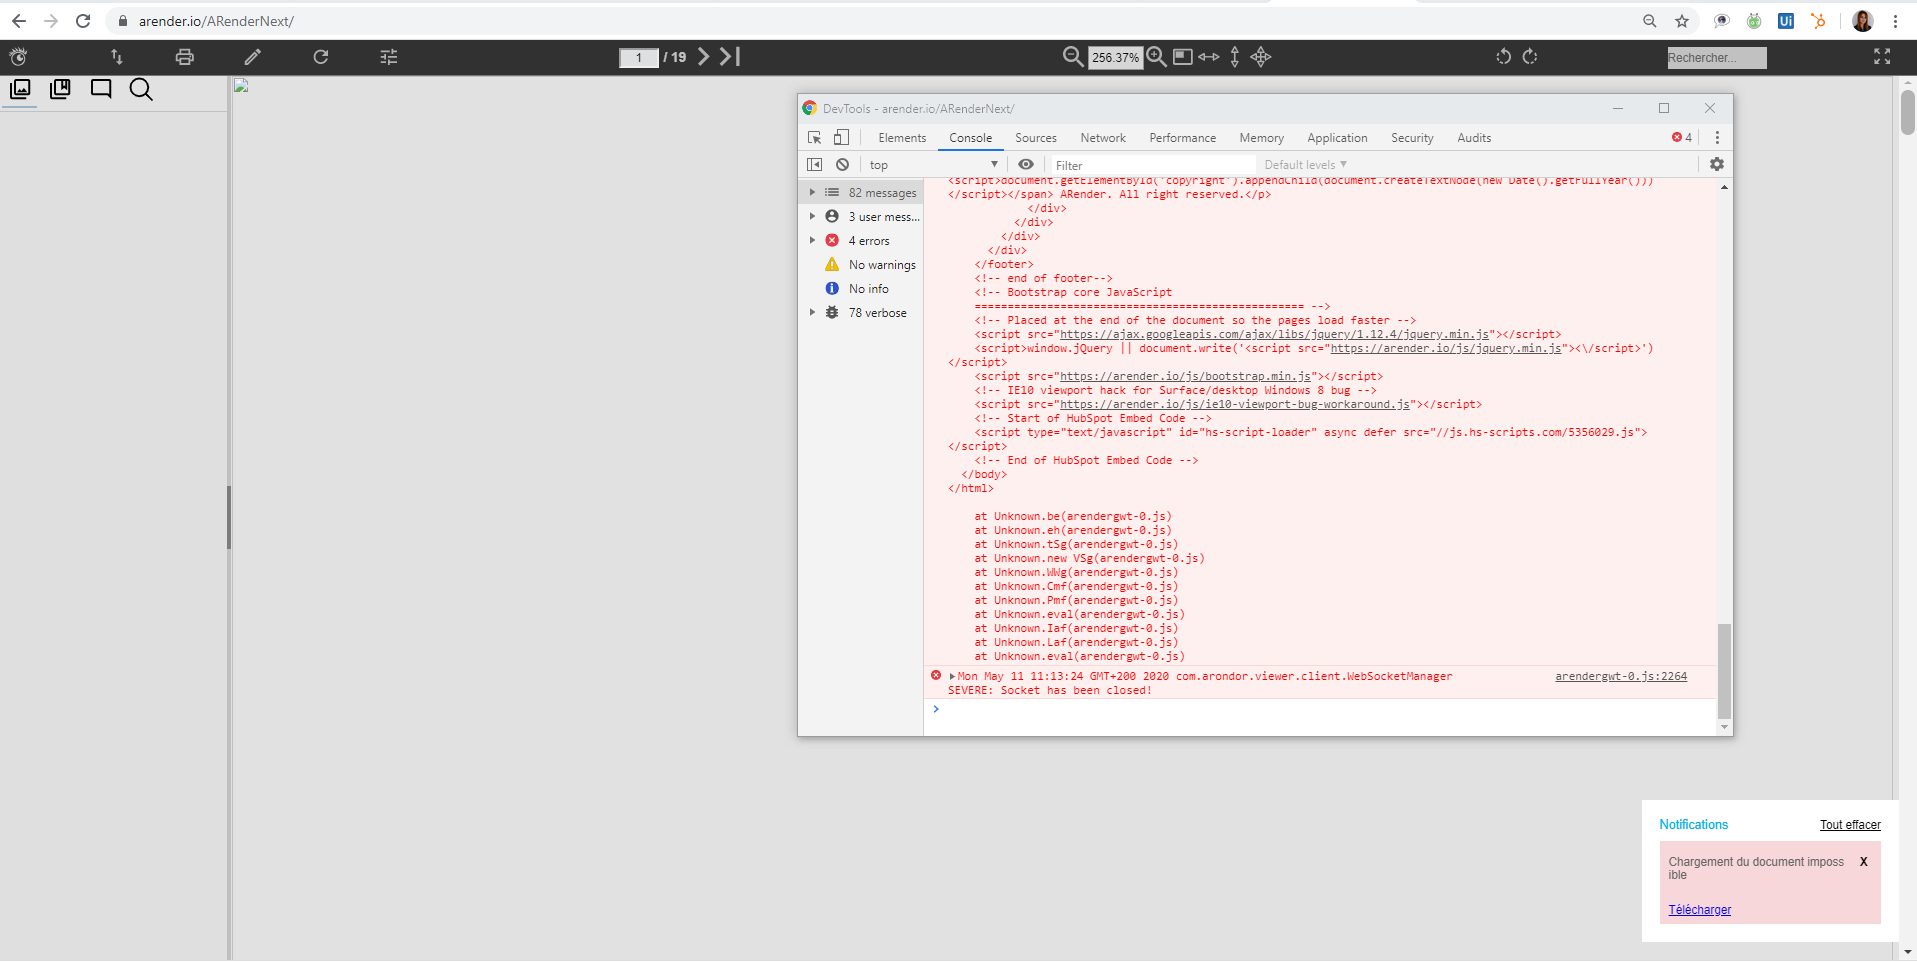 arender.io/ARenderNext/
1 / 19
256.37%
Rechercher...
DevTools - arender.io/ARenderNext/
Elements Console Sources Network Performance Memory Application Security Audits 4
top Filter Default levels
82 messages
3 user mess...
4 errors
No warnings
No info
78 verbose
<script>document.getElementById('copyright').appendChild(document.createTextNode(new Date().getFullYear()))
</script></span> ARender. All right reserved.</p>
</div>
</div>
</div>
</div>
</footer>
<!-- end of footer-->
<!-- Bootstrap core JavaScript
================================================== -->
<!-- Placed at the end of the document so the pages load faster -->
<script src="https://ajax.googleapis.com/ajax/libs/jquery/1.12.4/jquery.min.js"></script>
<script>window.jQuery || document.write('<script src="https://arender.io/js/jquery.min.js"><\/script>')
</script>
<script src="https://arender.io/js/bootstrap.min.js"></script>
<!-- IE10 viewport hack for Surface/desktop Windows 8 bug -->
<script src="https://arender.io/js/ie10-viewport-bug-workaround.js"></script>
<!-- Start of HubSpot Embed Code -->
<script type="text/javascript" id="hs-script-loader" async defer src="//js.hs-scripts.com/5356029.js">
</script>
<!-- End of HubSpot Embed Code -->
</body>
</html>
at Unknown.be(arendergwt-0.js)
at Unknown.eh(arendergwt-0.js)
at Unknown.tSg(arendergwt-0.js)
at Unknown.new VSg(arendergwt-0.js)
at Unknown.WWg(arendergwt-0.js)
at Unknown.Cmf(arendergwt-0.js)
at Unknown.Pmf(arendergwt-0.js)
at Unknown.eval(arendergwt-0.js)
at Unknown.Iaf(arendergwt-0.js)
at Unknown.Laf(arendergwt-0.js)
at Unknown.eval(arendergwt-0.js)
Mon May 11 11:13:24 GMT+200 2020 com.arondor.viewer.client.WebSocketManager arendergwt-0.js:2264
SEVERE: Socket has been closed!
Notifications Tout effacer
Chargement du document imposs X
ible
Télécharger